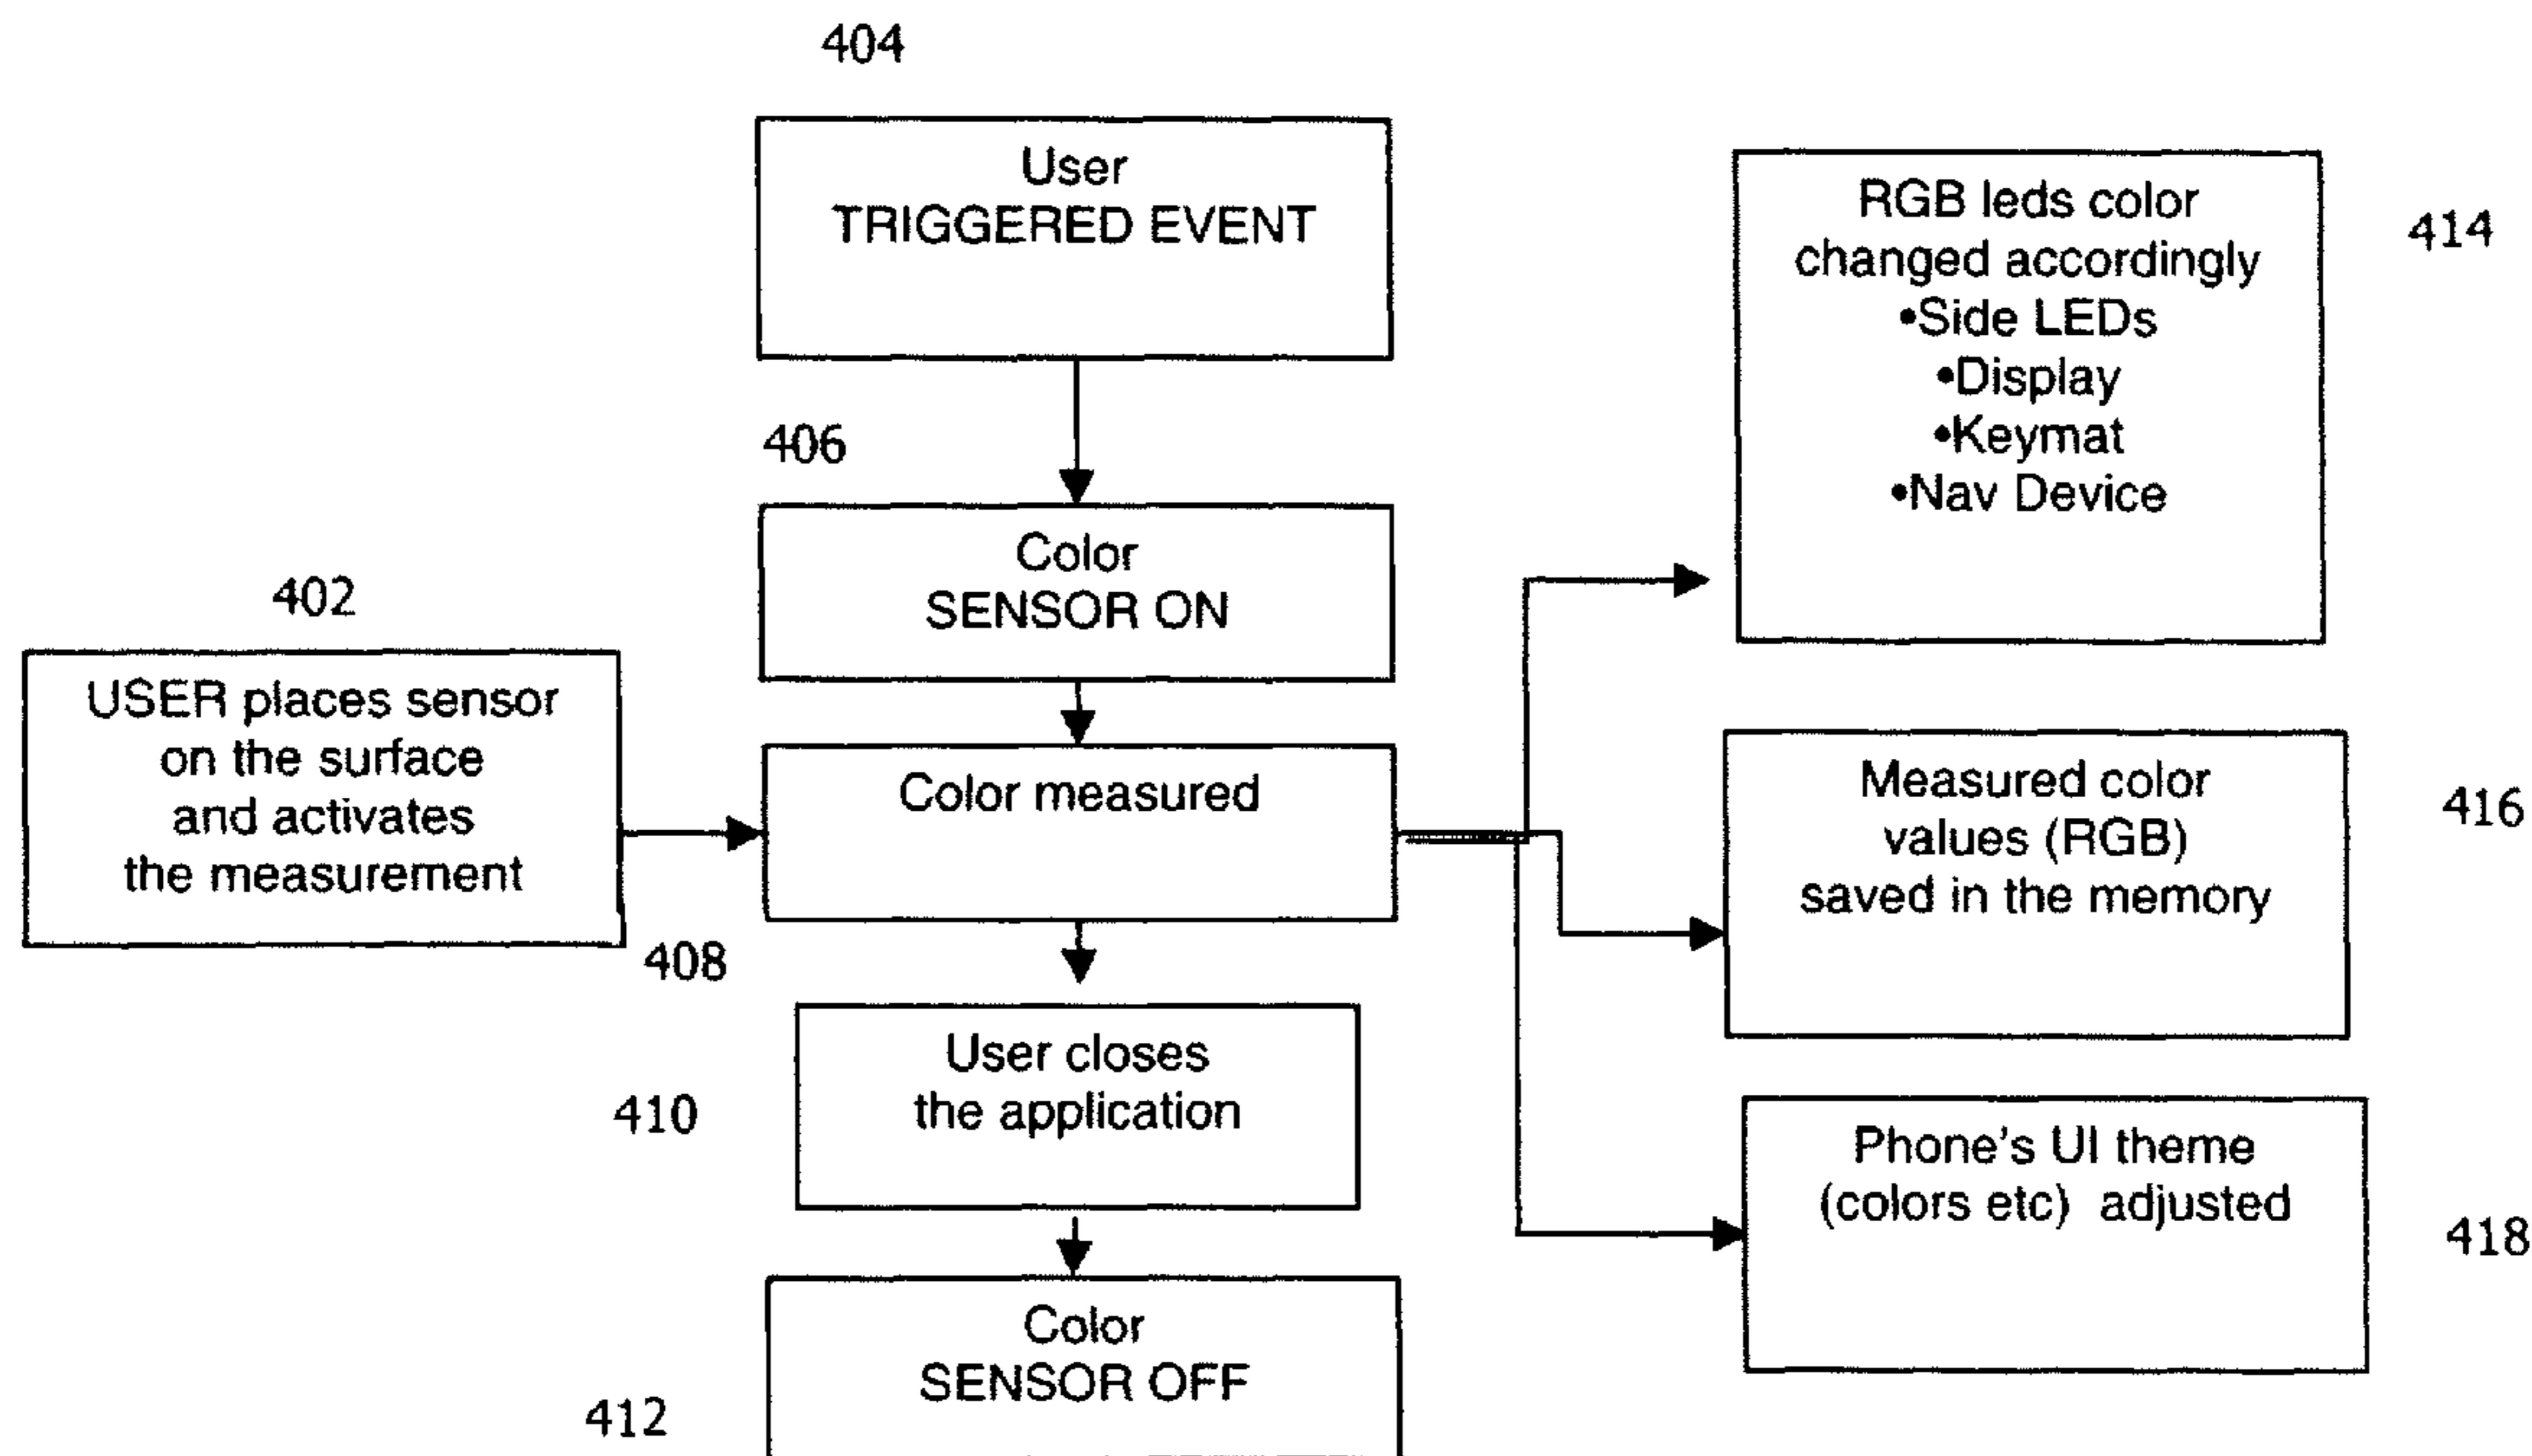 404
User
TRIGGERED EVENT
406
Color
SENSOR ON
402
USER places sensor
on the surface
and activates
the measurement
408
Color measured
410
User closes
the application
412
Color
SENSOR OFF
RGB leds color
changed accordingly
•Side LEDs
•Display
•Keymat
•Nav Device
414
Measured color
values (RGB)
saved in the memory
416
Phone's UI theme
(colors etc) adjusted
418